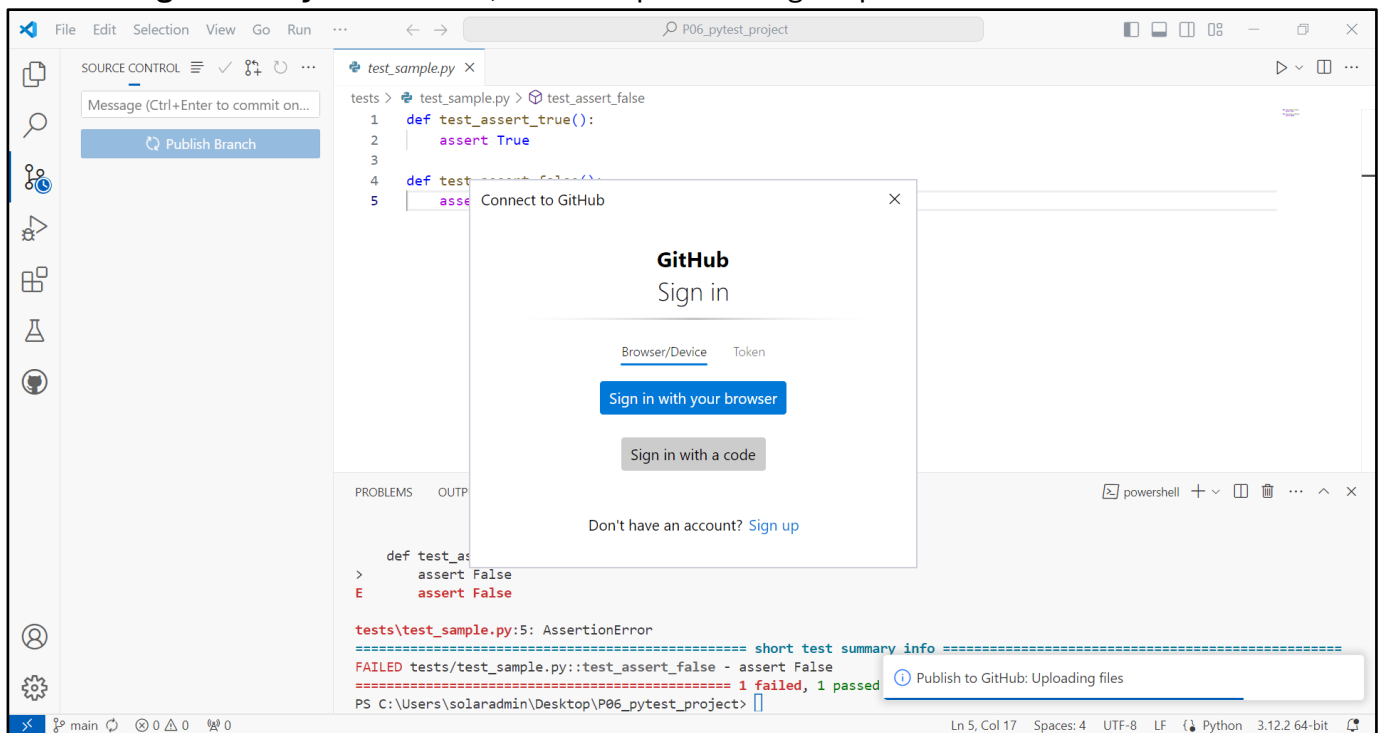 File Edit Selection View Go Run ... P06_pytest_project
SOURCE CONTROL
Message (Ctrl+Enter to commit on...
Publish Branch
test_sample.py
tests > test_sample.py > test_assert_false
1 def test_assert_true():
2 assert True
3
4 def test
5 asse
Connect to GitHub
GitHub
Sign in
Browser/Device Token
Sign in with your browser
Sign in with a code
Don't have an account? Sign up
PROBLEMS OUTP
powershell
def test_as
> assert False
E assert False
tests\test_sample.py:5: AssertionError
================================================ short test summary info =================================================
FAILED tests/test_sample.py::test_assert_false - assert False
============================================== 1 failed, 1 passed
PS C:\Users\solaradmin\Desktop\P06_pytest_project>
Publish to GitHub: Uploading files
main 0 0 0 Ln 5, Col 17 Spaces: 4 UTF-8 LF Python 3.12.2 64-bit